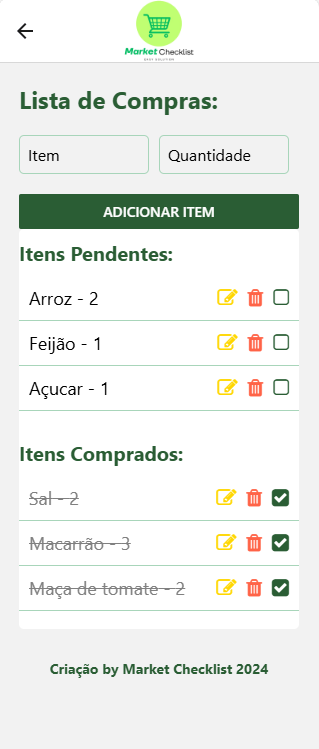 Market Checklist
BEST SOLUTION
Lista de Compras:
Item
Quantidade
ADICIONAR ITEM
Itens Pendentes:
Arroz - 2
Feijão - 1
Açucar - 1
Itens Comprados:
Sal - 2
Macarrão - 3
Maça de tomate - 2
Criação by Market Checklist 2024